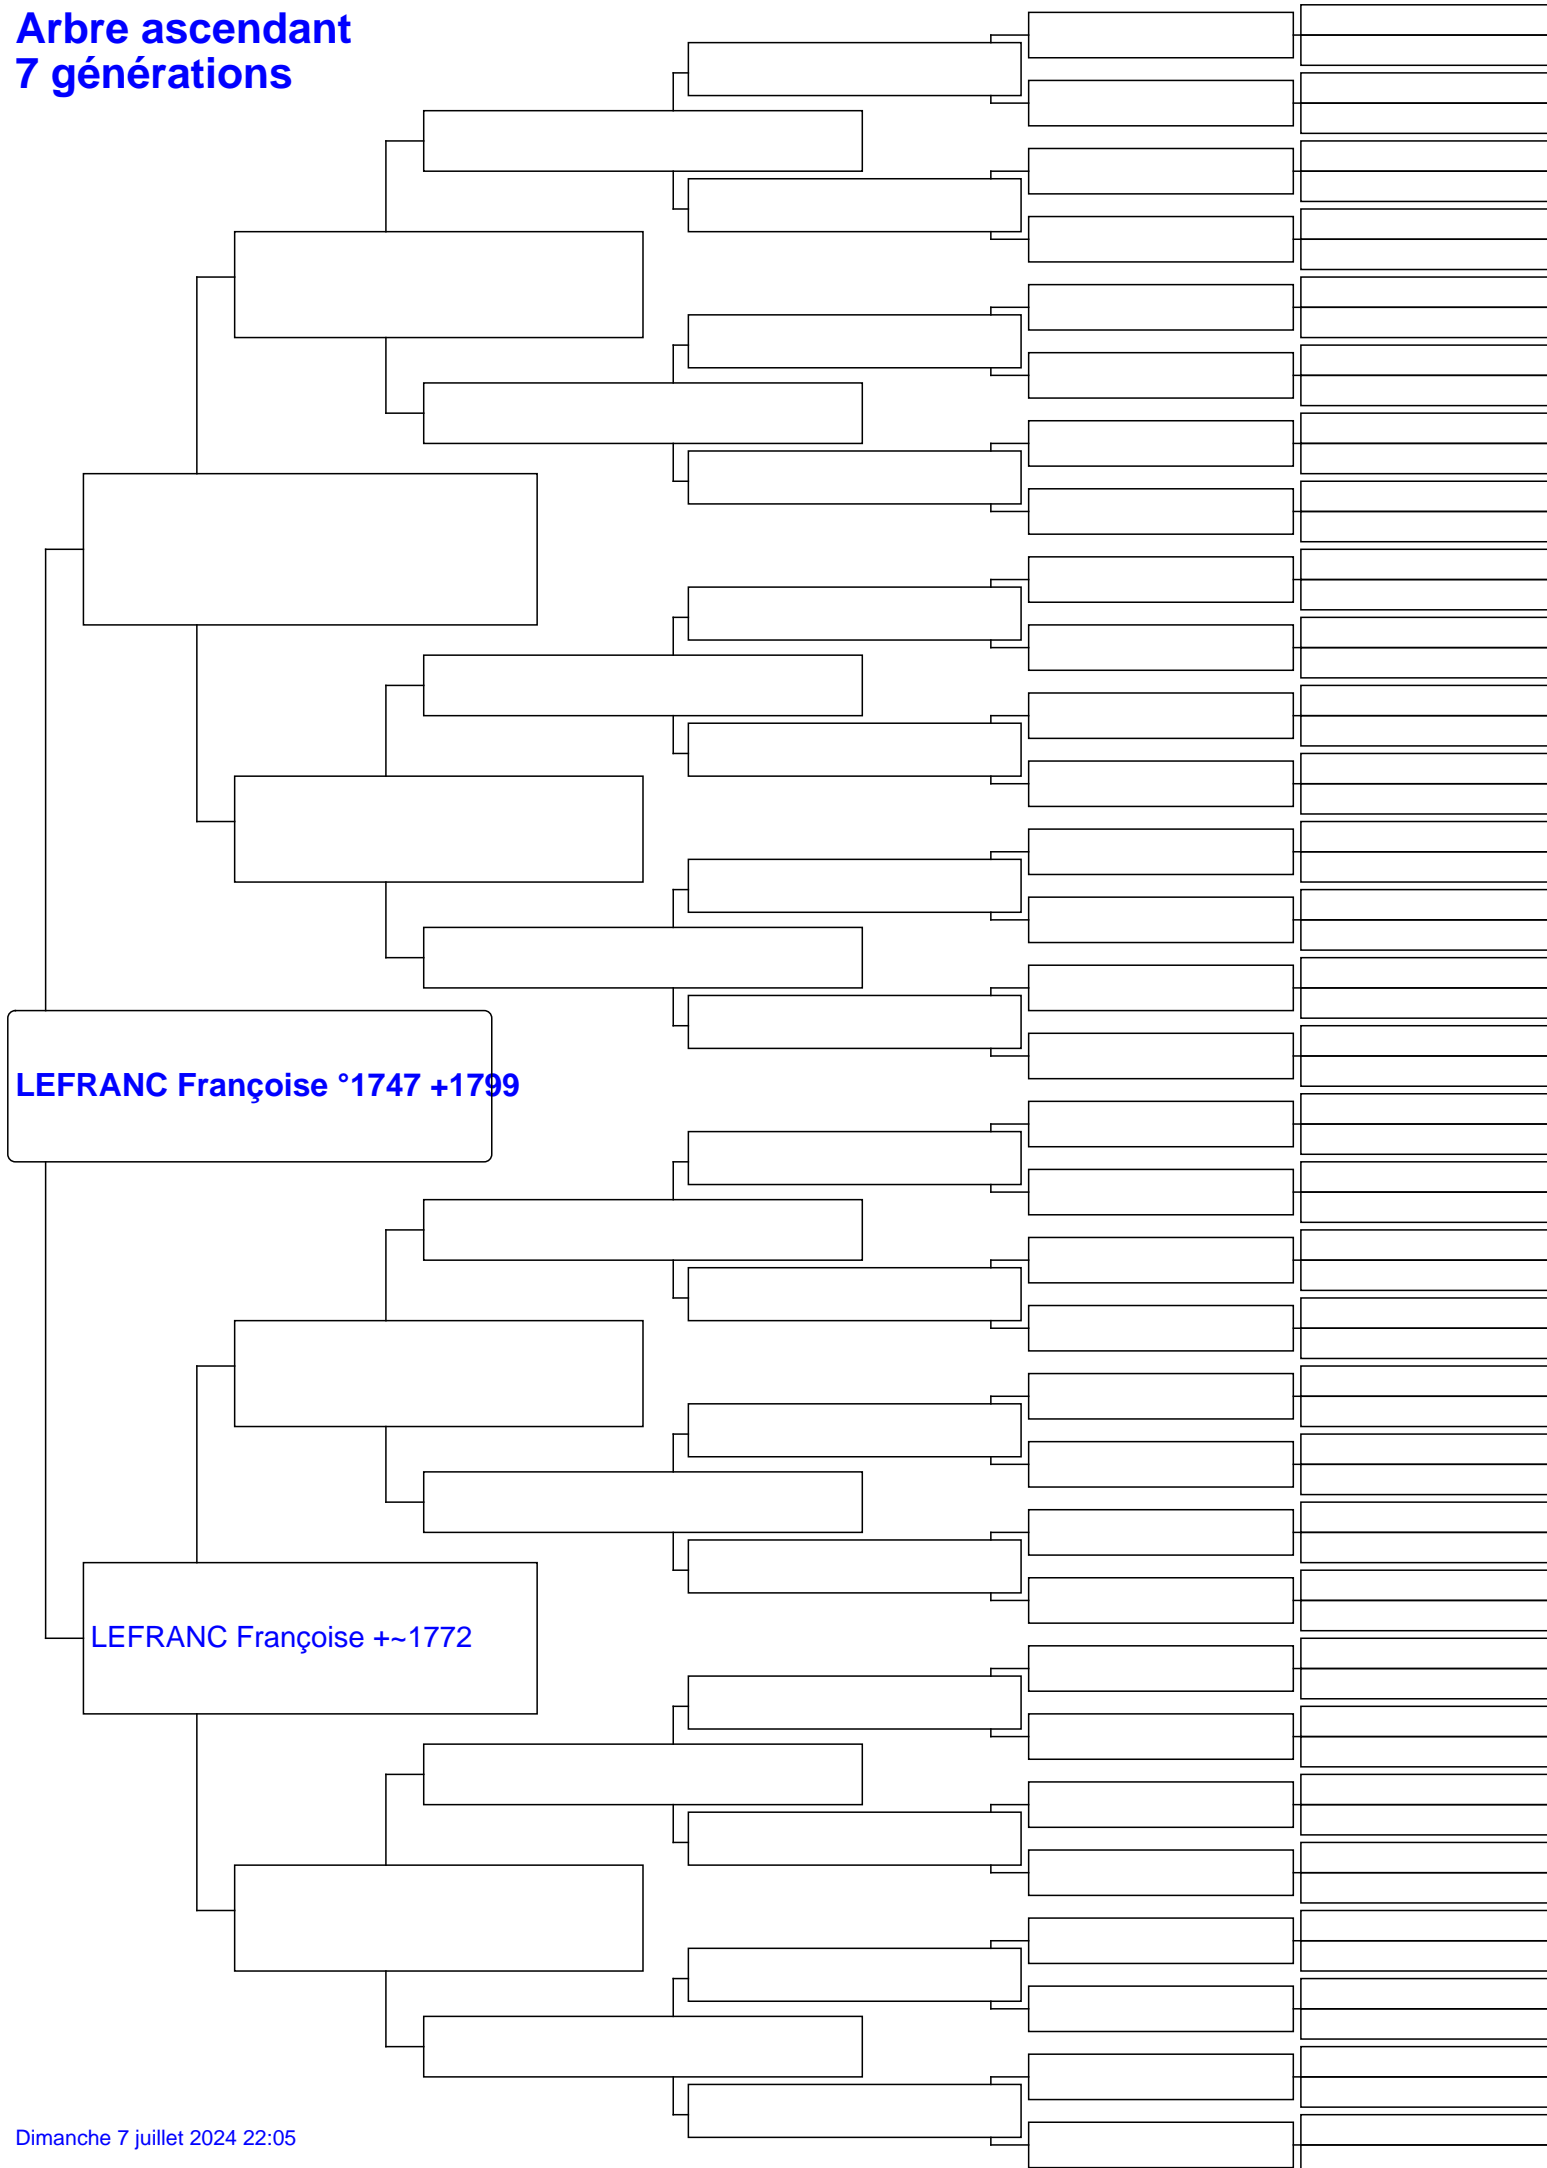 Arbre ascendant
7 générations
LEFRANC Françoise °1747 +1799
LEFRANC Françoise +~1772
Dimanche 7 juillet 2024 22:05